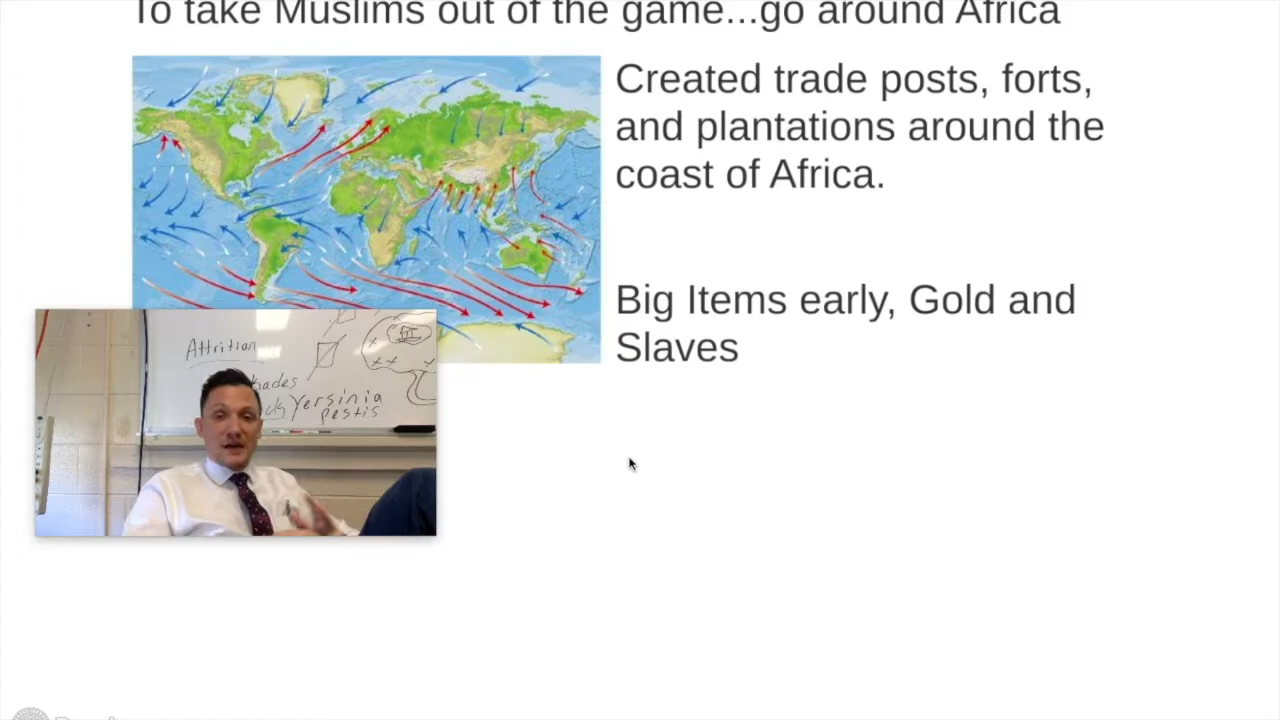 To take Muslims out of the game...go around Africa
Created trade posts, forts,
and plantations around the
coast of Africa.
Big Items early, Gold and
Slaves
Attrition
Yersinia
pestis